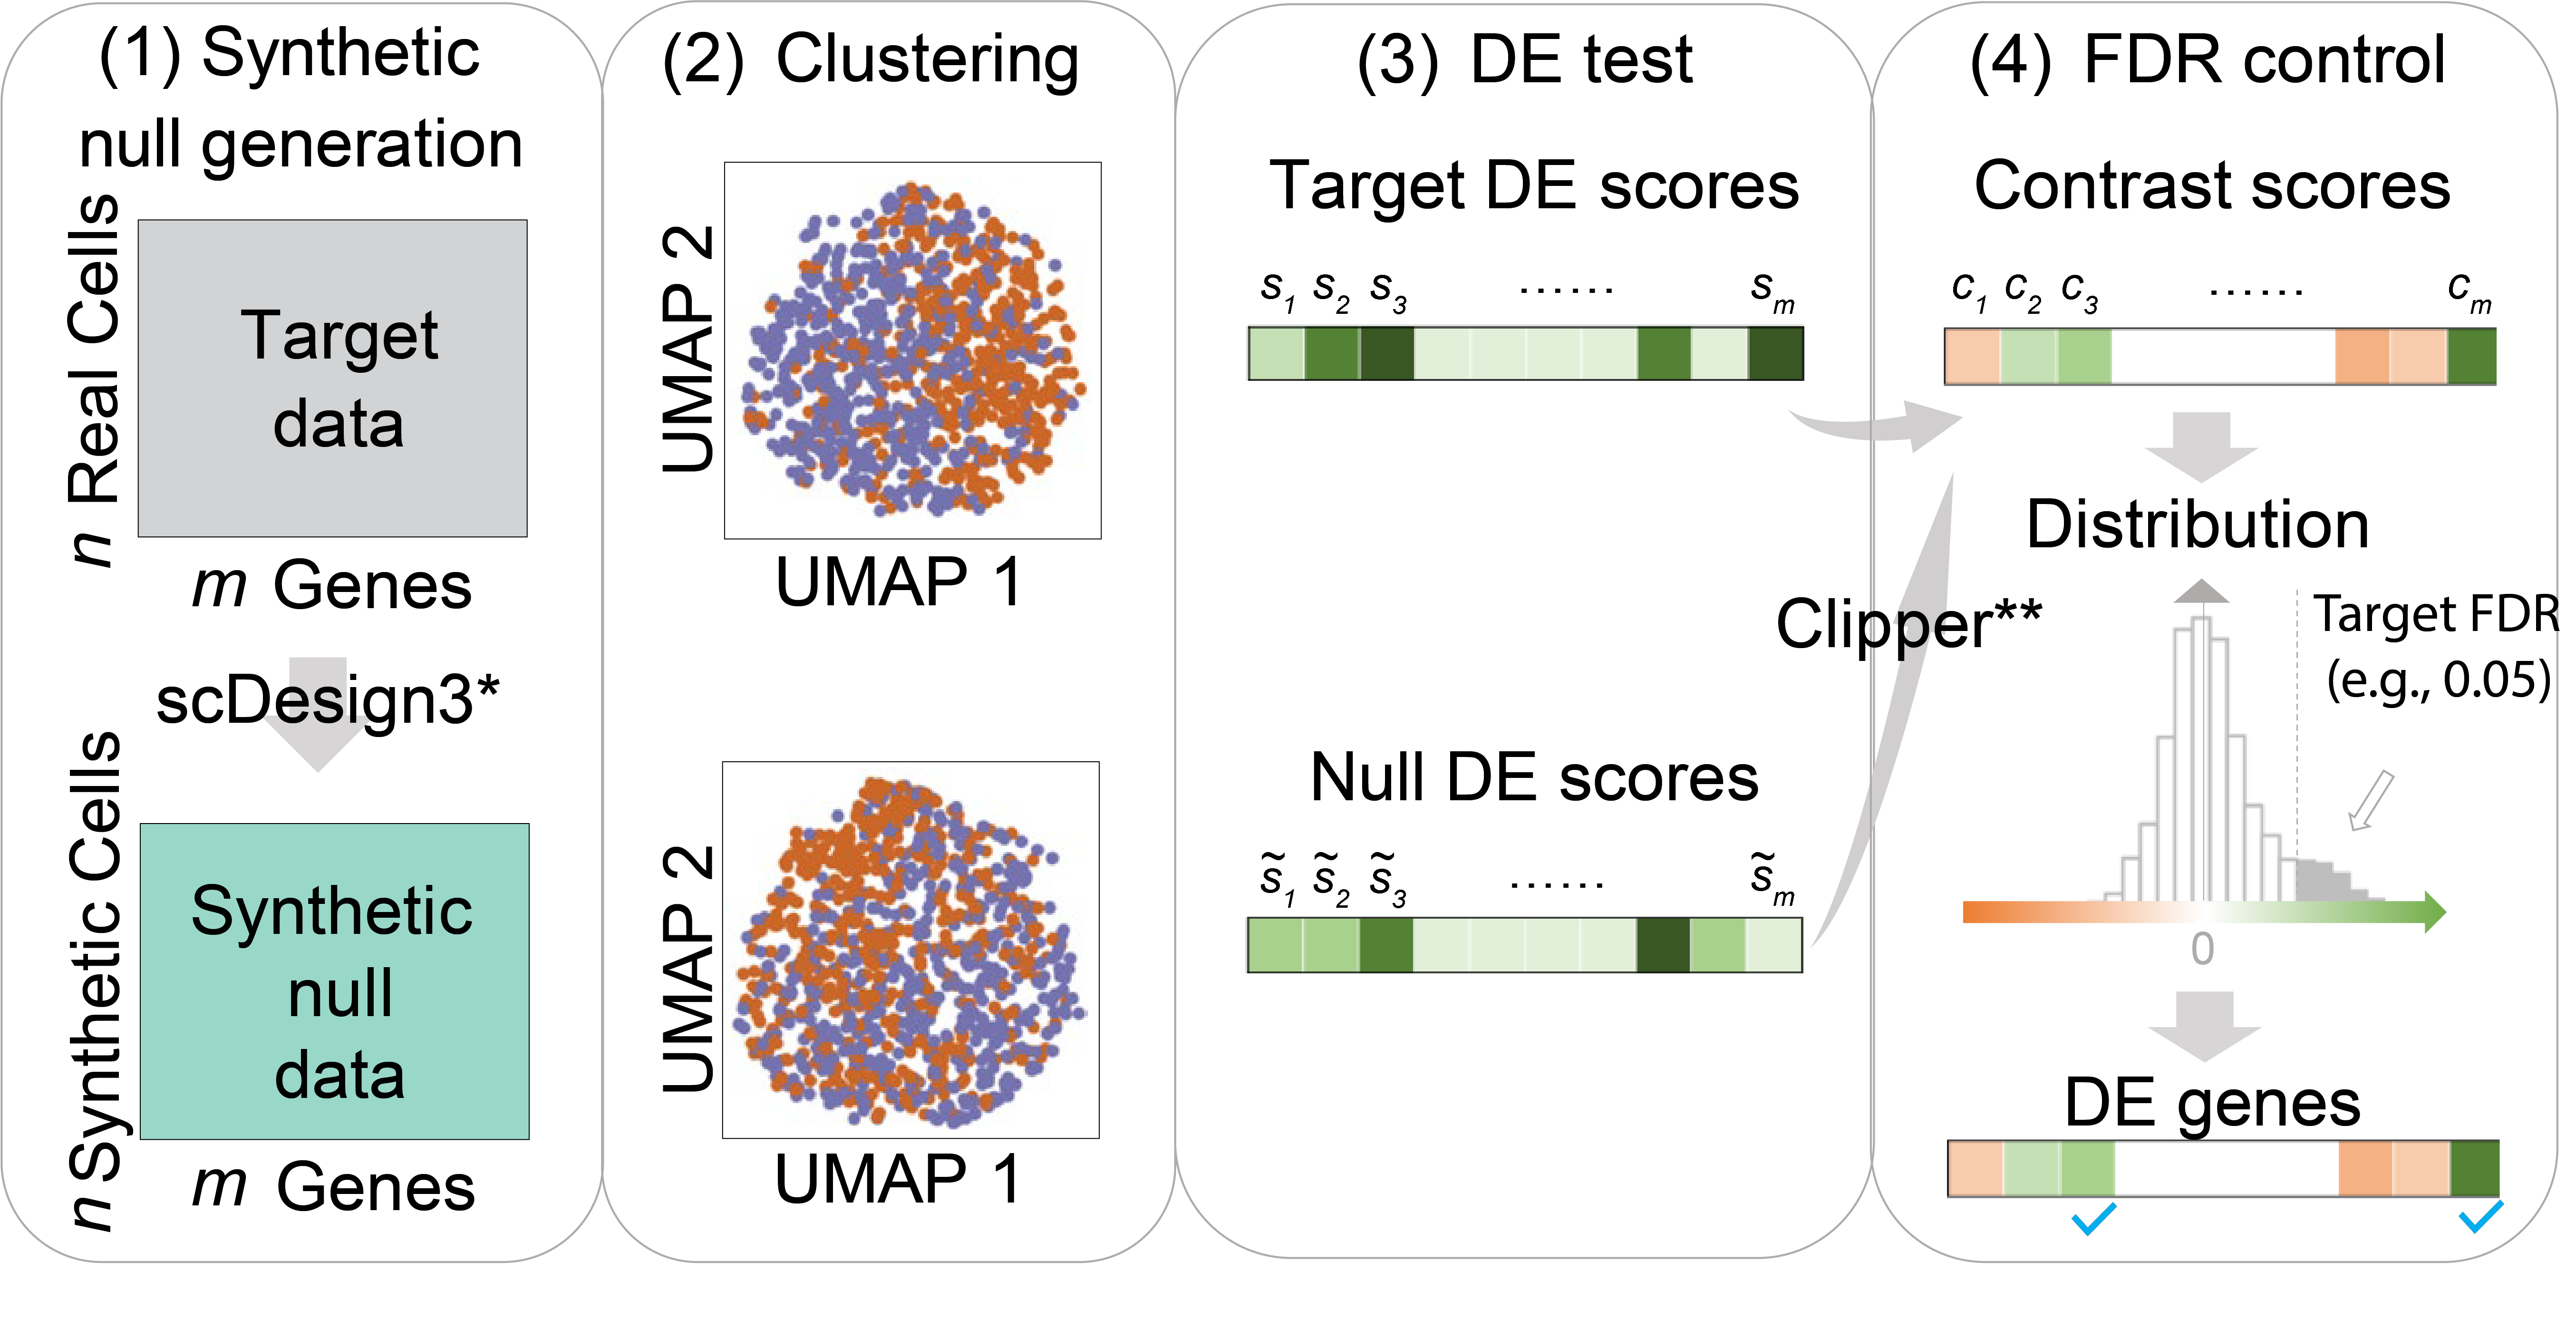 (1) Synthetic
null generation
n Real Cells
Target
data
m Genes
scDesign3*
n Synthetic Cells
Synthetic
null
data
m Genes
(2) Clustering
UMAP 2
UMAP 1
UMAP 2
UMAP 1
(3) DE test
Target DE scores
s1 s2 s3 ...... sm
Null DE scores
s̃1 s̃2 s̃3 ...... s̃m
Clipper**
(4) FDR control
Contrast scores
c1 c2 c3 ...... cm
Distribution
Target FDR
(e.g., 0.05)
0
DE genes